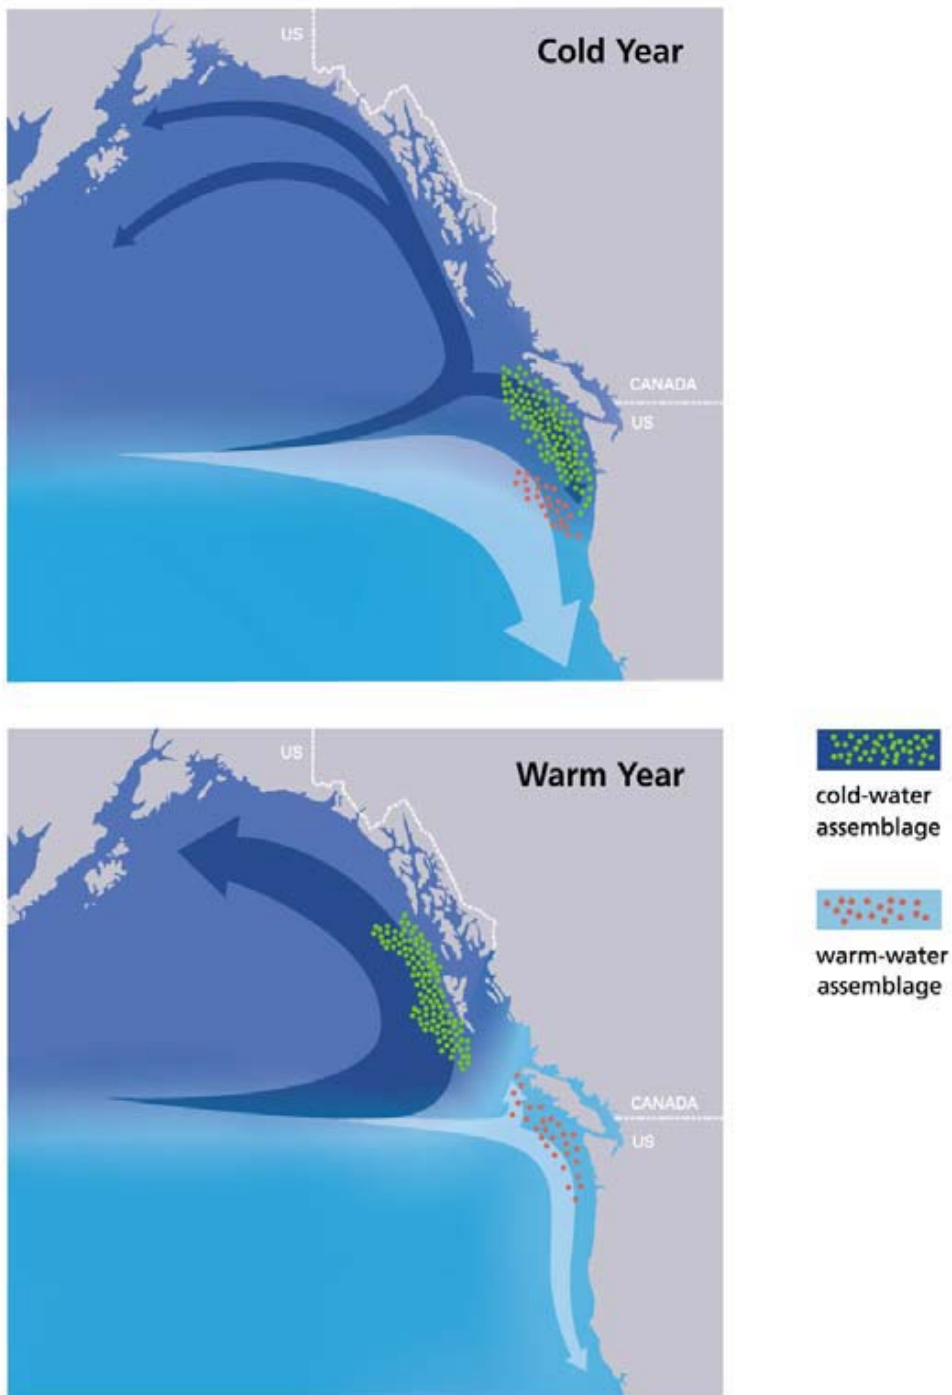 US
Cold Year
CANADA
US
US
Warm Year
cold-water
assemblage
warm-water
assemblage
CANADA
US